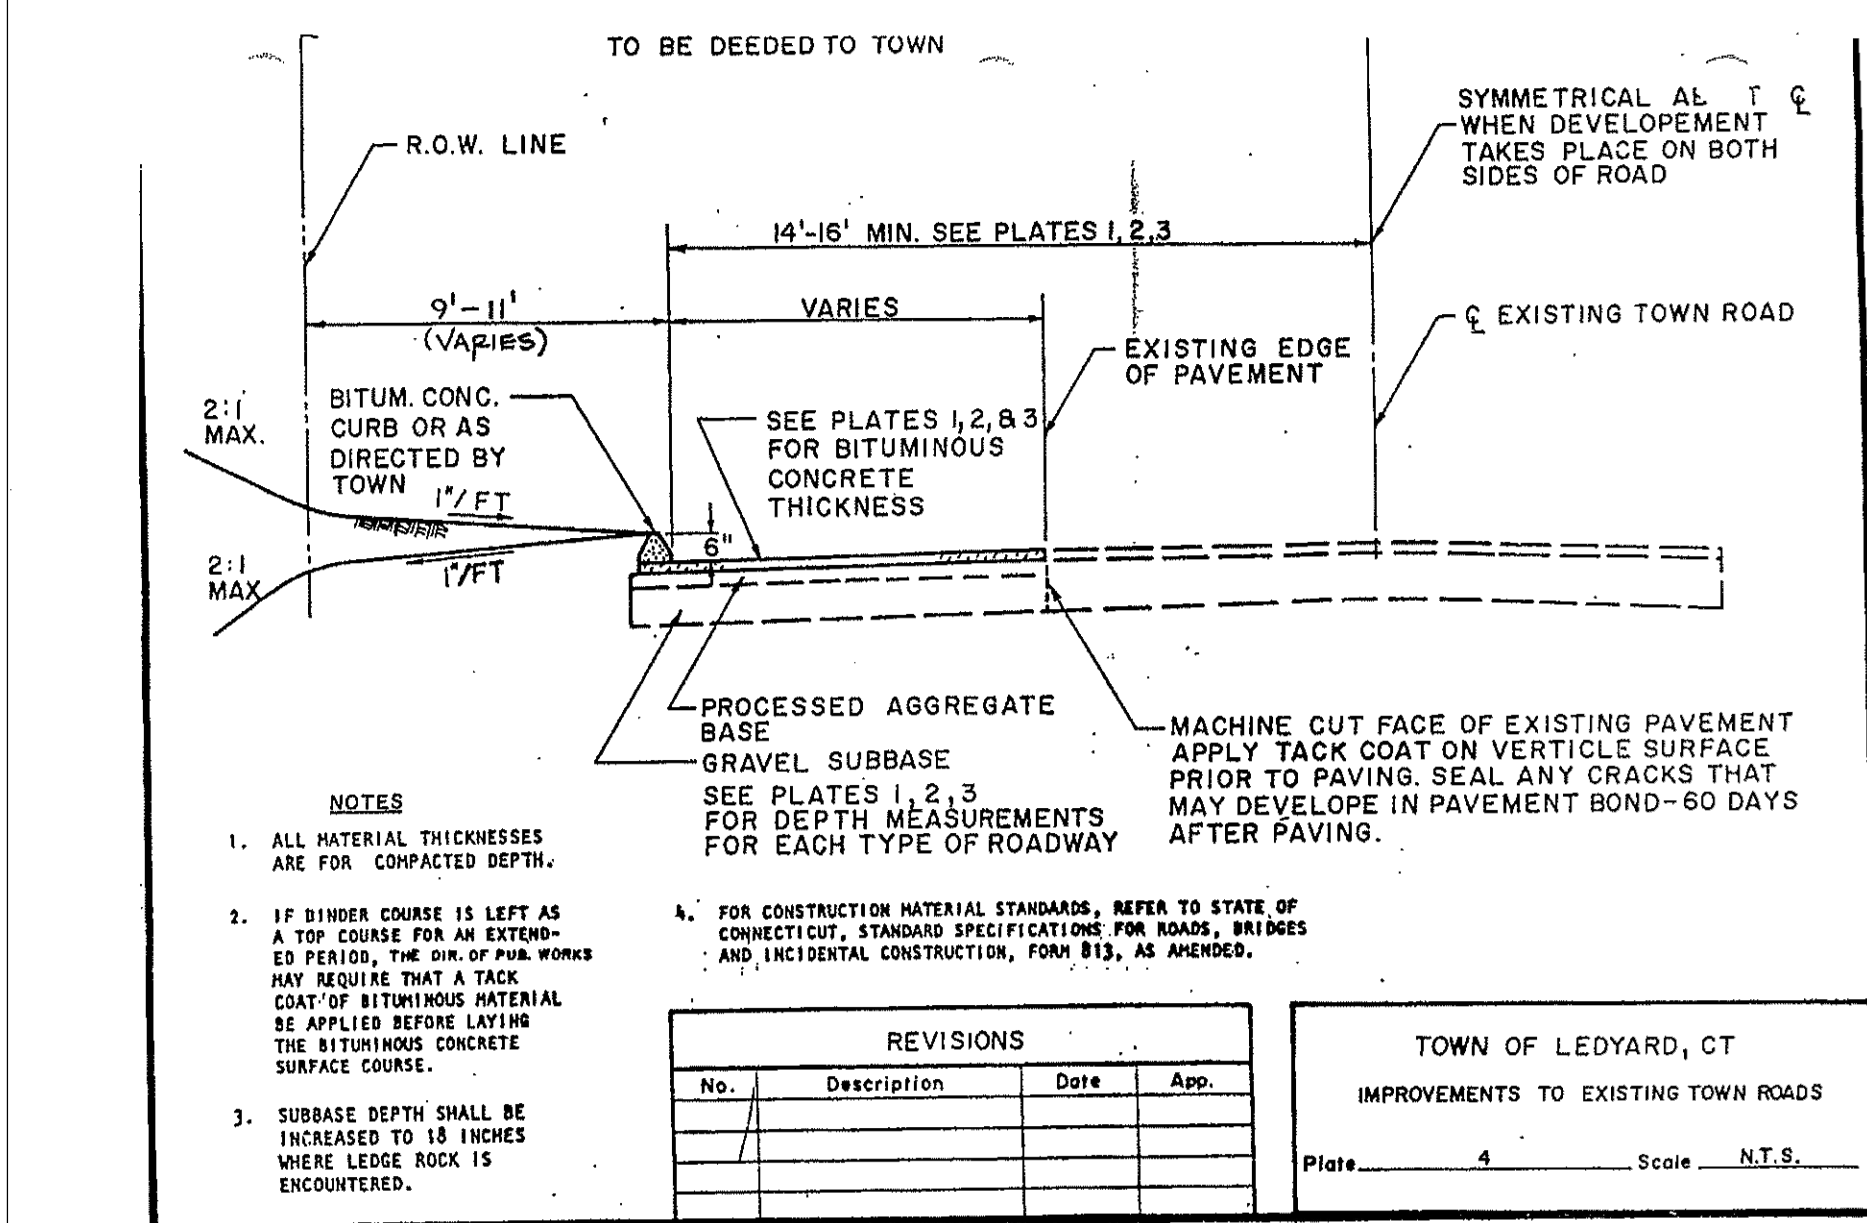 TO BE DEEDED TO TOWN
R.O.W. LINE
SYMMETRICAL ℄
WHEN DEVELOPEMENT
TAKES PLACE ON BOTH
SIDES OF ROAD
14'-16' MIN. SEE PLATES 1, 2, 3
9'-11'
(VARIES)
VARIES
℄ EXISTING TOWN ROAD
EXISTING EDGE
OF PAVEMENT
2:1
MAX.
BITUM. CONC.
CURB OR AS
DIRECTED BY
TOWN
1"/FT
SEE PLATES 1, 2, & 3
FOR BITUMINOUS
CONCRETE
THICKNESS
6"
2:1
MAX
1"/FT
PROCESSED AGGREGATE
BASE
GRAVEL SUBBASE
SEE PLATES 1, 2, 3
FOR DEPTH MEASUREMENTS
FOR EACH TYPE OF ROADWAY
MACHINE CUT FACE OF EXISTING PAVEMENT
APPLY TACK COAT ON VERTICLE SURFACE
PRIOR TO PAVING. SEAL ANY CRACKS THAT
MAY DEVELOPE IN PAVEMENT BOND-60 DAYS
AFTER PAVING.
NOTES
1. ALL MATERIAL THICKNESSES
ARE FOR COMPACTED DEPTH.
2. IF BINDER COURSE IS LEFT AS
A TOP COURSE FOR AN EXTEND-
ED PERIOD, THE DIR. OF PUB. WORKS
MAY REQUIRE THAT A TACK
COAT OF BITUMINOUS MATERIAL
BE APPLIED BEFORE LAYING
THE BITUMINOUS CONCRETE
SURFACE COURSE.
3. SUBBASE DEPTH SHALL BE
INCREASED TO 18 INCHES
WHERE LEDGE ROCK IS
ENCOUNTERED.
4. FOR CONSTRUCTION MATERIAL STANDARDS, REFER TO STATE OF
CONNECTICUT, STANDARD SPECIFICATIONS FOR ROADS, BRIDGES
AND INCIDENTAL CONSTRUCTION, FORM 813, AS AMENDED.
REVISIONS
No. Description Date App.
TOWN OF LEDYARD, CT
IMPROVEMENTS TO EXISTING TOWN ROADS
Plate 4 Scale N.T.S.